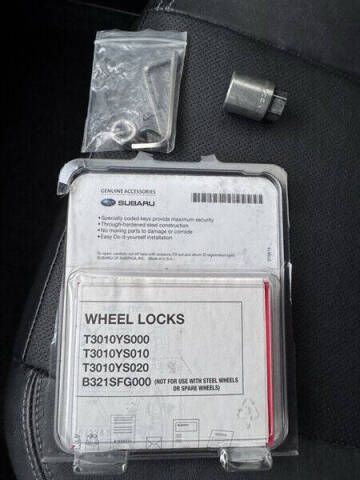 GENUINE ACCESSORIES
SUBARU
•Specially coded keys provide maximum security
•Through-hardened steel construction
•No moving parts to damage or corrode
•Easy Do-it-yourself installation
WHEEL LOCKS
T3010YS000
T3010YS010
T3010YS020
B321SFG000 (NOT FOR USE WITH STEEL WHEELS
OR SPARE WHEELS)